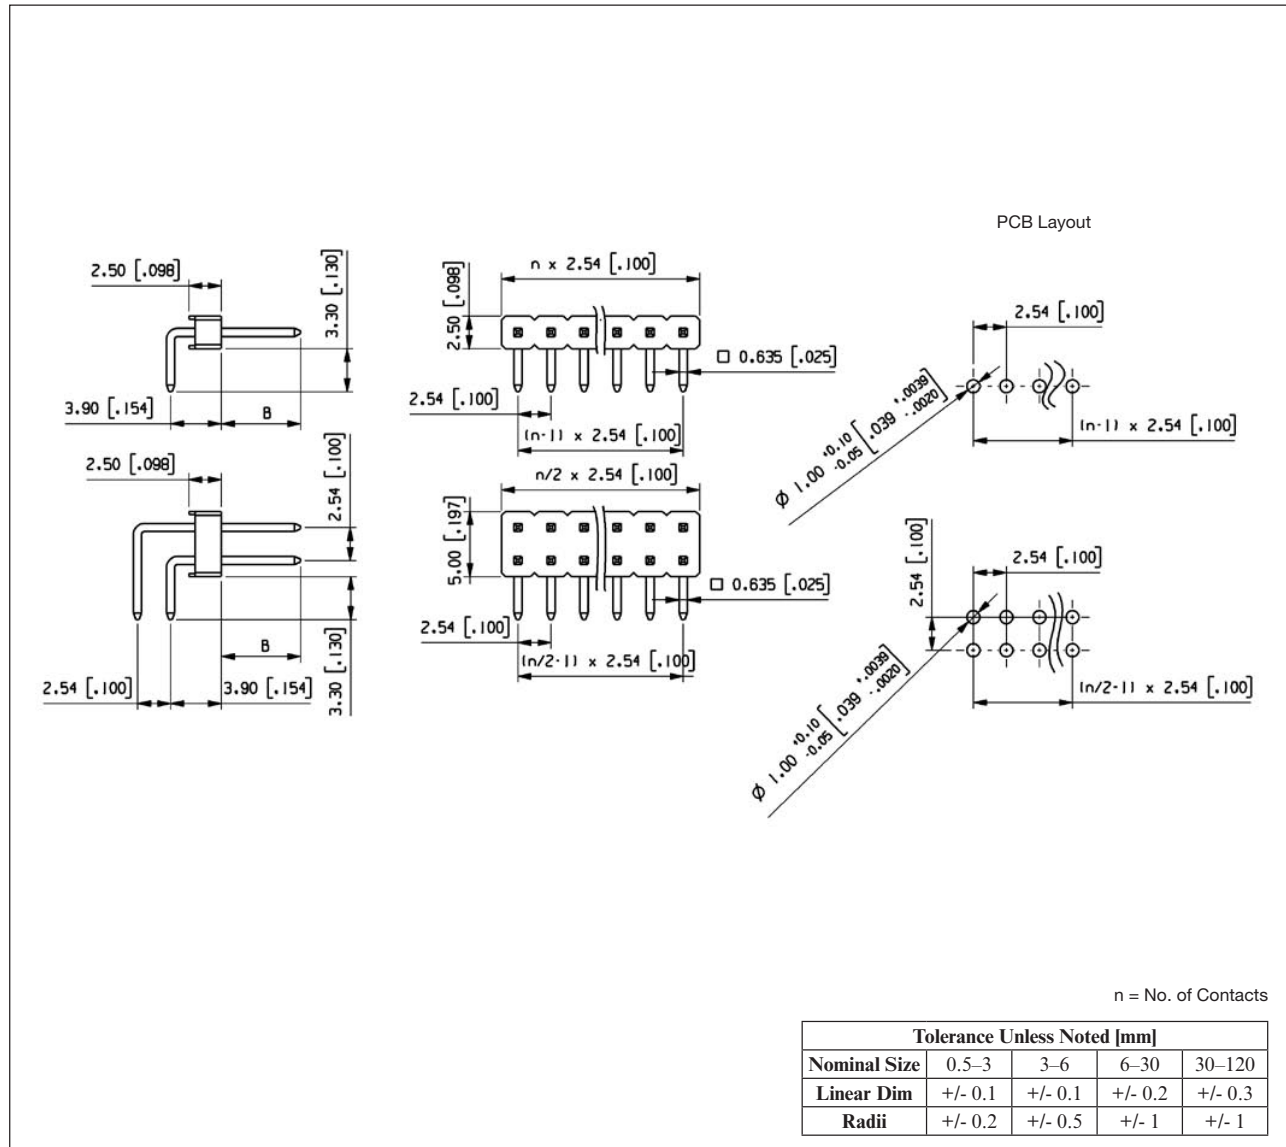 PCB Layout
2.50 [.098]
3.30 [.130]
3.90 [.154]
B
n x 2.54 [.100]
2.50 [.098]
□ 0.635 [.025]
2.54 [.100]
(n-1) x 2.54 [.100]
2.54 [.100]
Ø 1.00 +0.10 -0.05 [.039 +.0039 -.0020]
(n-1) x 2.54 [.100]
2.50 [.098]
2.54 [.100]
B
2.54 [.100]
3.90 [.154]
3.30 [.130]
n/2 x 2.54 [.100]
5.00 [.197]
□ 0.635 [.025]
2.54 [.100]
(n/2-1) x 2.54 [.100]
2.54 [.100]
2.54 [.100]
Ø 1.00 +0.10 -0.05 [.039 +.0039 -.0020]
(n/2-1) x 2.54 [.100]
n = No. of Contacts
Tolerance Unless Noted [mm]
Nominal Size 0.5–3 3–6 6–30 30–120
Linear Dim +/- 0.1 +/- 0.1 +/- 0.2 +/- 0.3
Radii +/- 0.2 +/- 0.5 +/- 1 +/- 1